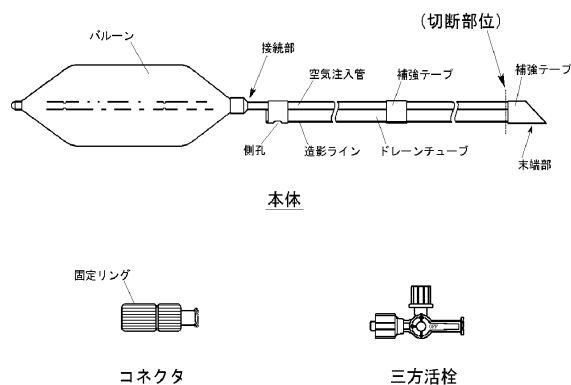 (切断部位)
バルーン
接続部
空気注入管
補強テープ
補強テープ
側孔
造影ライン
ドレーンチューブ
末端部
本体
固定リング
コネクタ
OFF
三方活栓